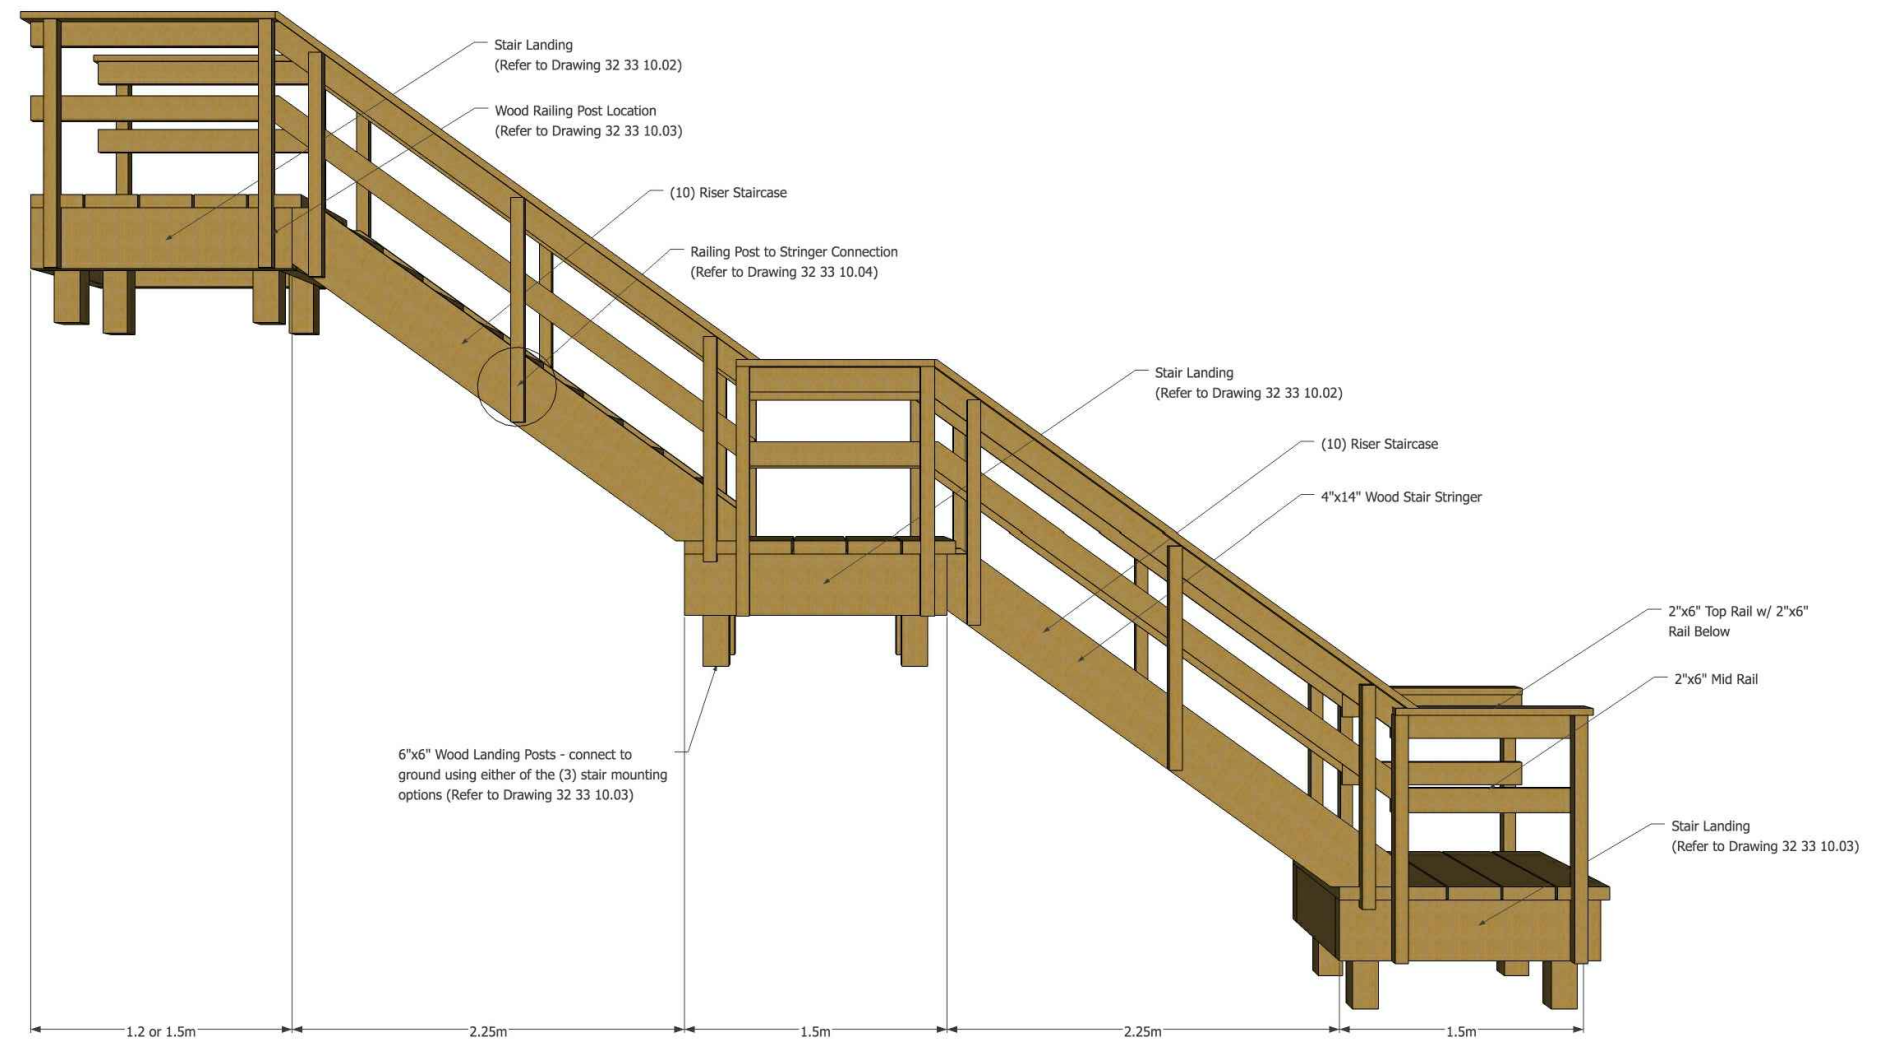 Stair Landing
(Refer to Drawing 32 33 10.02)
Wood Railing Post Location
(Refer to Drawing 32 33 10.03)
(10) Riser Staircase
Railing Post to Stringer Connection
(Refer to Drawing 32 33 10.04)
Stair Landing
(Refer to Drawing 32 33 10.02)
(10) Riser Staircase
4"x14" Wood Stair Stringer
2"x6" Top Rail w/ 2"x6"
Rail Below
2"x6" Mid Rail
6"x6" Wood Landing Posts - connect to
ground using either of the (3) stair mounting
options (Refer to Drawing 32 33 10.03)
Stair Landing
(Refer to Drawing 32 33 10.03)
1.2 or 1.5m
2.25m
1.5m
2.25m
1.5m